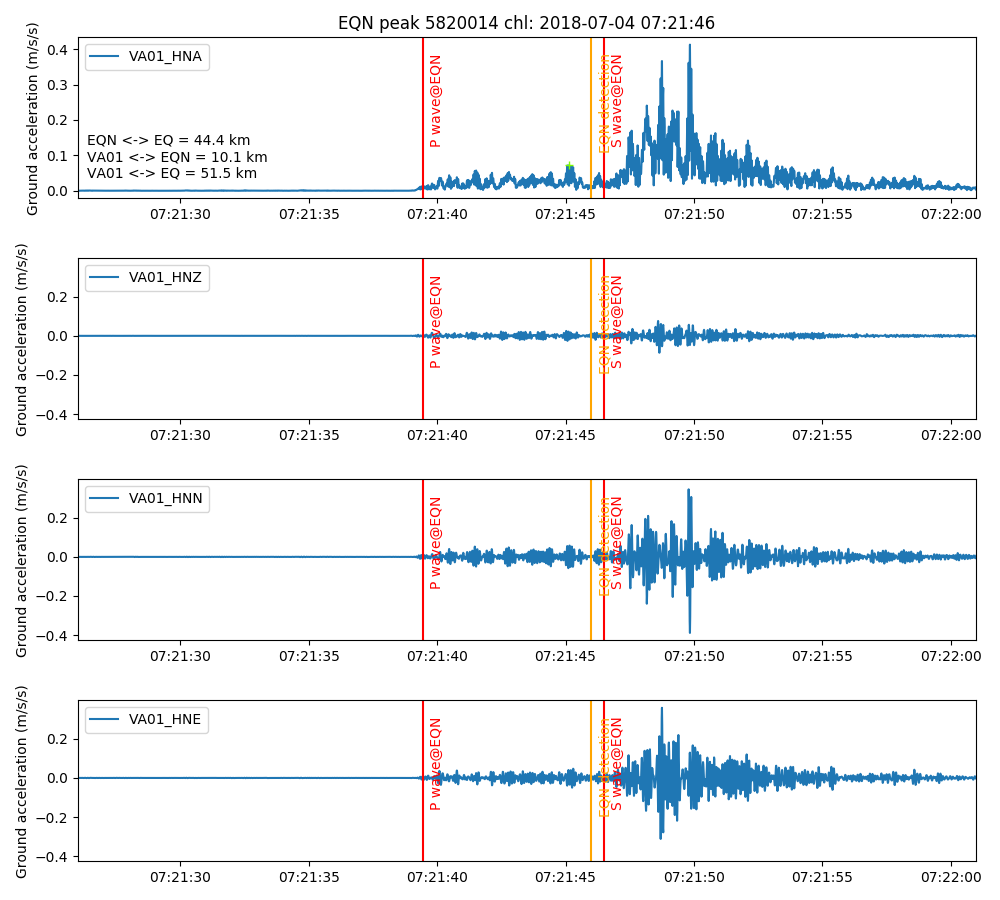 EQN peak 5820014 chl: 2018-07-04 07:21:46
Ground acceleration (m/s/s)
0.4
0.3
0.2
0.1
0.0
VA01_HNA
EQN <-> EQ = 44.4 km
VA01 <-> EQN = 10.1 km
VA01 <-> EQ = 51.5 km
P wave@EQN
EQN detection
S wave@EQN
07:21:30 07:21:35 07:21:40 07:21:45 07:21:50 07:21:55 07:22:00
Ground acceleration (m/s/s)
0.2
0.0
−0.2
−0.4
VA01_HNZ
P wave@EQN
EQN detection
S wave@EQN
07:21:30 07:21:35 07:21:40 07:21:45 07:21:50 07:21:55 07:22:00
Ground acceleration (m/s/s)
0.2
0.0
−0.2
−0.4
VA01_HNN
P wave@EQN
EQN detection
S wave@EQN
07:21:30 07:21:35 07:21:40 07:21:45 07:21:50 07:21:55 07:22:00
Ground acceleration (m/s/s)
0.2
0.0
−0.2
−0.4
VA01_HNE
P wave@EQN
EQN detection
S wave@EQN
07:21:30 07:21:35 07:21:40 07:21:45 07:21:50 07:21:55 07:22:00